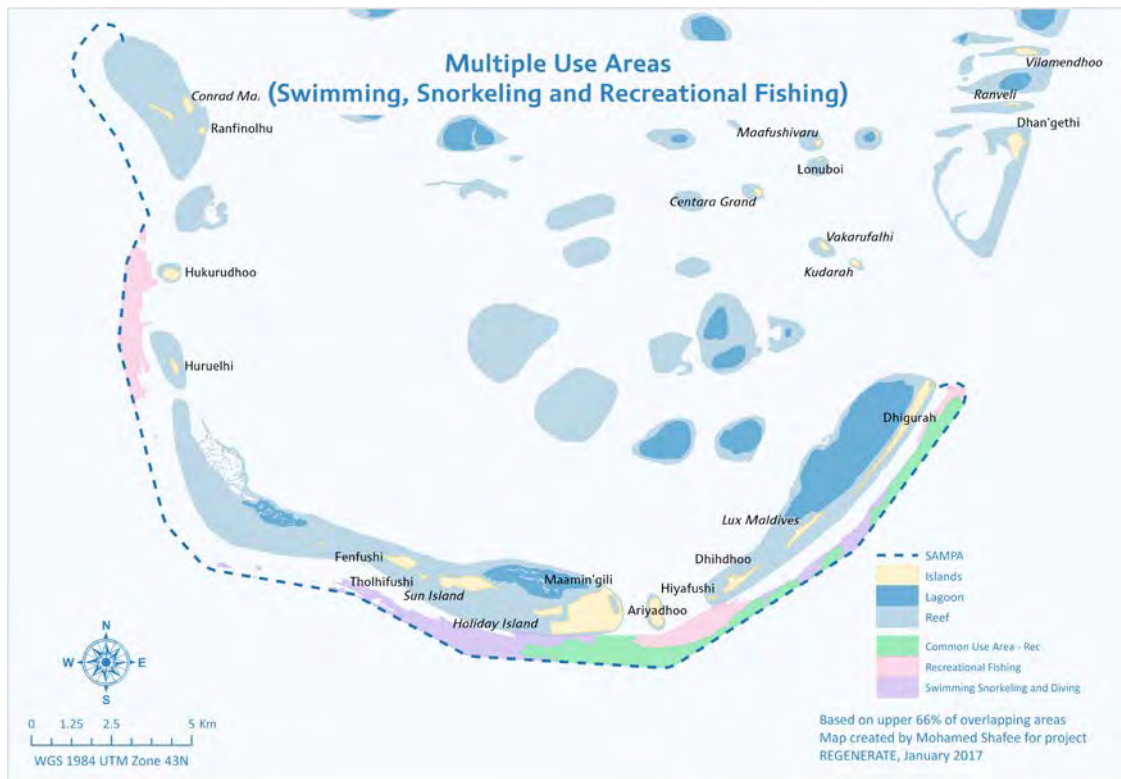 Multiple Use Areas
(Swimming, Snorkeling and Recreational Fishing)
Vilamendhoo
Conrad Ma.
Ranveli
Dhan'gethi
Ranfinolhu
Maafushivaru
Lonuboi
Centara Grand
Vakarufalhi
Kudarah
Hukurudhoo
Huruelhi
Dhigurah
Lux Maldives
Dhihdhoo
Fenfushi
Tholhifushi
Maamin'gili
Hiyafushi
Sun Island
Ariyadhoo
Holiday Island
SAMPA
Islands
Lagoon
Reef
Common Use Area - Rec
Recreational Fishing
Swimming Snorkeling and Diving
N
W E
S
0 1.25 2.5 5 Km
WGS 1984 UTM Zone 43N
Based on upper 66% of overlapping areas
Map created by Mohamed Shafee for project
REGENERATE, January 2017